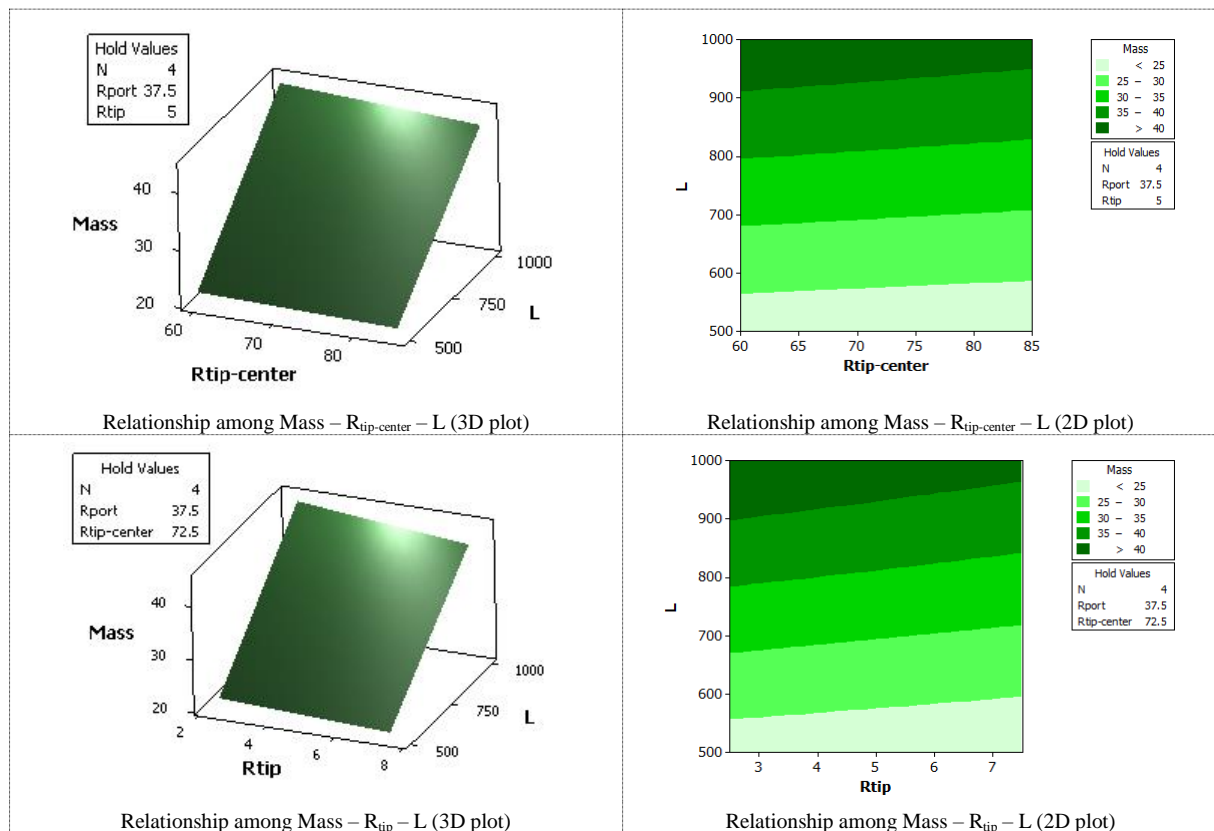 Hold Values
N 4
Rport 37.5
Rtip 5
Mass
40
30
20
60
70
80
Rtip-center
1000
750
500
L
Relationship among Mass – Rtip-center – L (3D plot)
1000
900
800
700
600
500
L
60 65 70 75 80 85
Rtip-center
Mass
< 25
25 – 30
30 – 35
35 – 40
> 40
Hold Values
N 4
Rport 37.5
Rtip 5
Relationship among Mass – Rtip-center – L (2D plot)
Hold Values
N 4
Rport 37.5
Rtip-center 72.5
Mass
40
30
20
2
4
6
8
Rtip
1000
750
500
L
Relationship among Mass – Rtip – L (3D plot)
1000
900
800
700
600
500
L
3 4 5 6 7
Rtip
Mass
< 25
25 – 30
30 – 35
35 – 40
> 40
Hold Values
N 4
Rport 37.5
Rtip-center 72.5
Relationship among Mass – Rtip – L (2D plot)